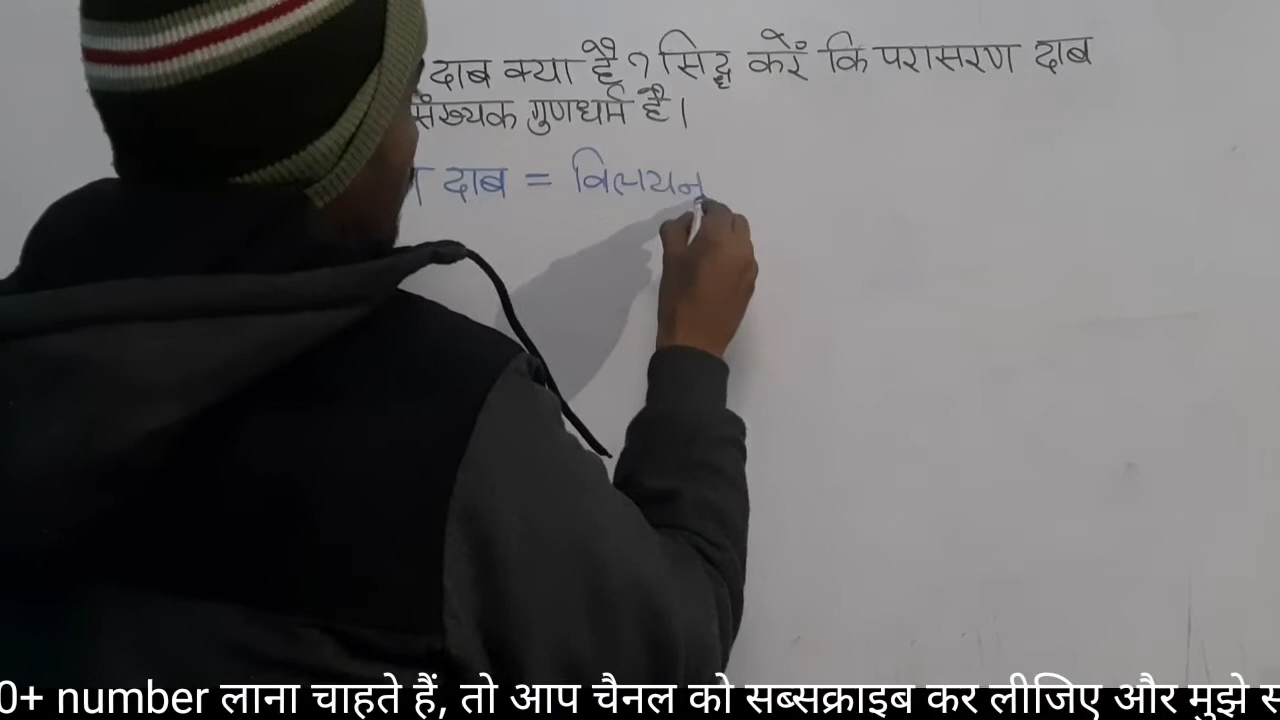 दाब क्या है ? सिद्ध करें कि परासरण दाब
संख्यक गुणधर्म है।
दाब = विलयन
0+ number लाना चाहते हैं, तो आप चैनल को सब्सक्राइब कर लीजिए और मुझे स